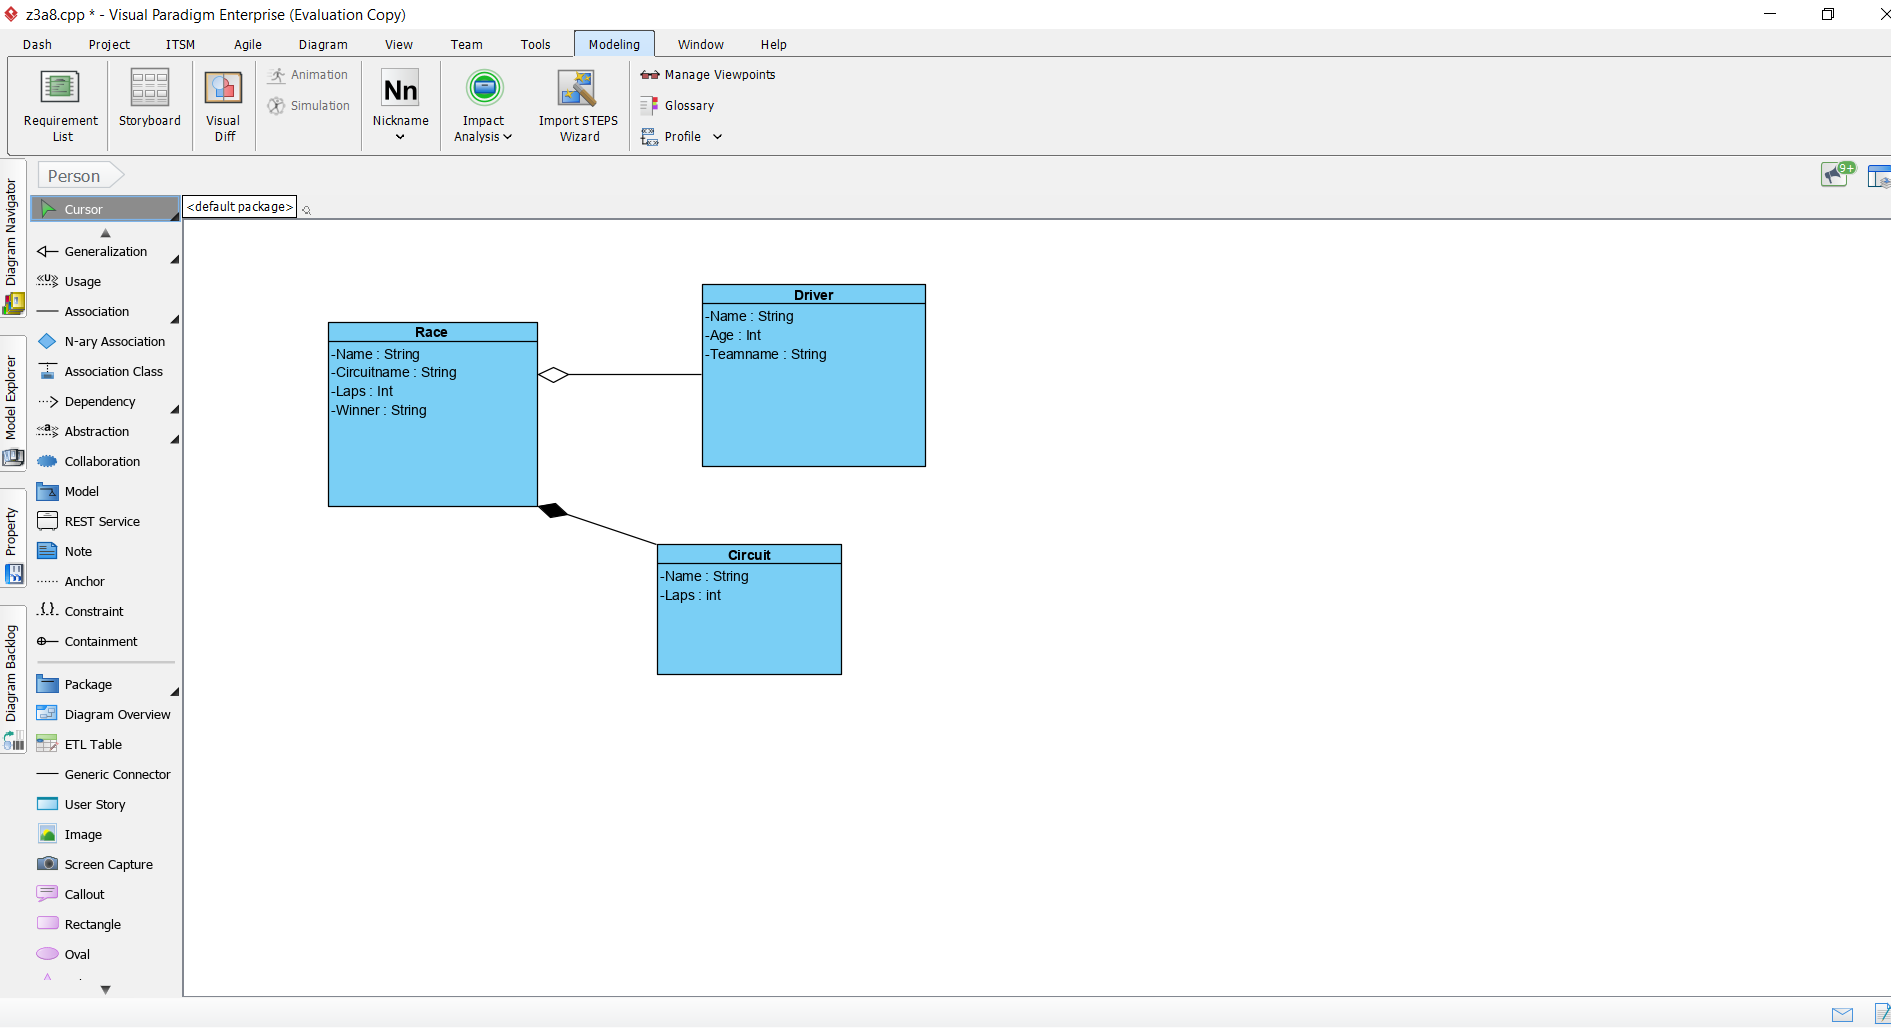 z3a8.cpp * - Visual Paradigm Enterprise (Evaluation Copy)
Dash Project ITSM Agile Diagram View Team Tools Modeling Window Help
Requirement List
Storyboard
Visual Diff
Animation
Simulation
Nn
Nickname
Impact Analysis
Import STEPS Wizard
Manage Viewpoints
Glossary
Profile
Person
9+
Diagram Navigator
Model Explorer
Property
Diagram Backlog
Cursor
<default package>
Generalization
«U» Usage
Association
N-ary Association
Association Class
Dependency
«a» Abstraction
Collaboration
Model
REST Service
Note
Anchor
{ } Constraint
Containment
Package
Diagram Overview
ETL Table
Generic Connector
User Story
Image
Screen Capture
Callout
Rectangle
Oval
Race
-Name : String
-Circuitname : String
-Laps : Int
-Winner : String
Driver
-Name : String
-Age : Int
-Teamname : String
Circuit
-Name : String
-Laps : int